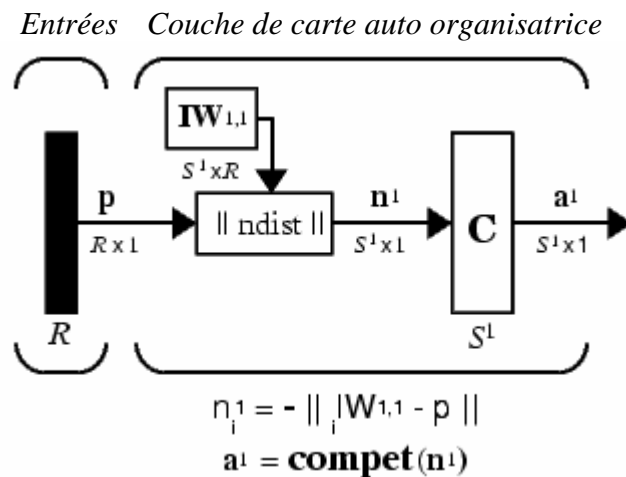 Entrées Couche de carte auto organisatrice
IW1,1
S1xR
p
R x 1
|| ndist ||
n1
S1x1
C
a1
S1x1
R
S1
ni1 = - || iIW1,1 - p ||
a1 = compet(n1)